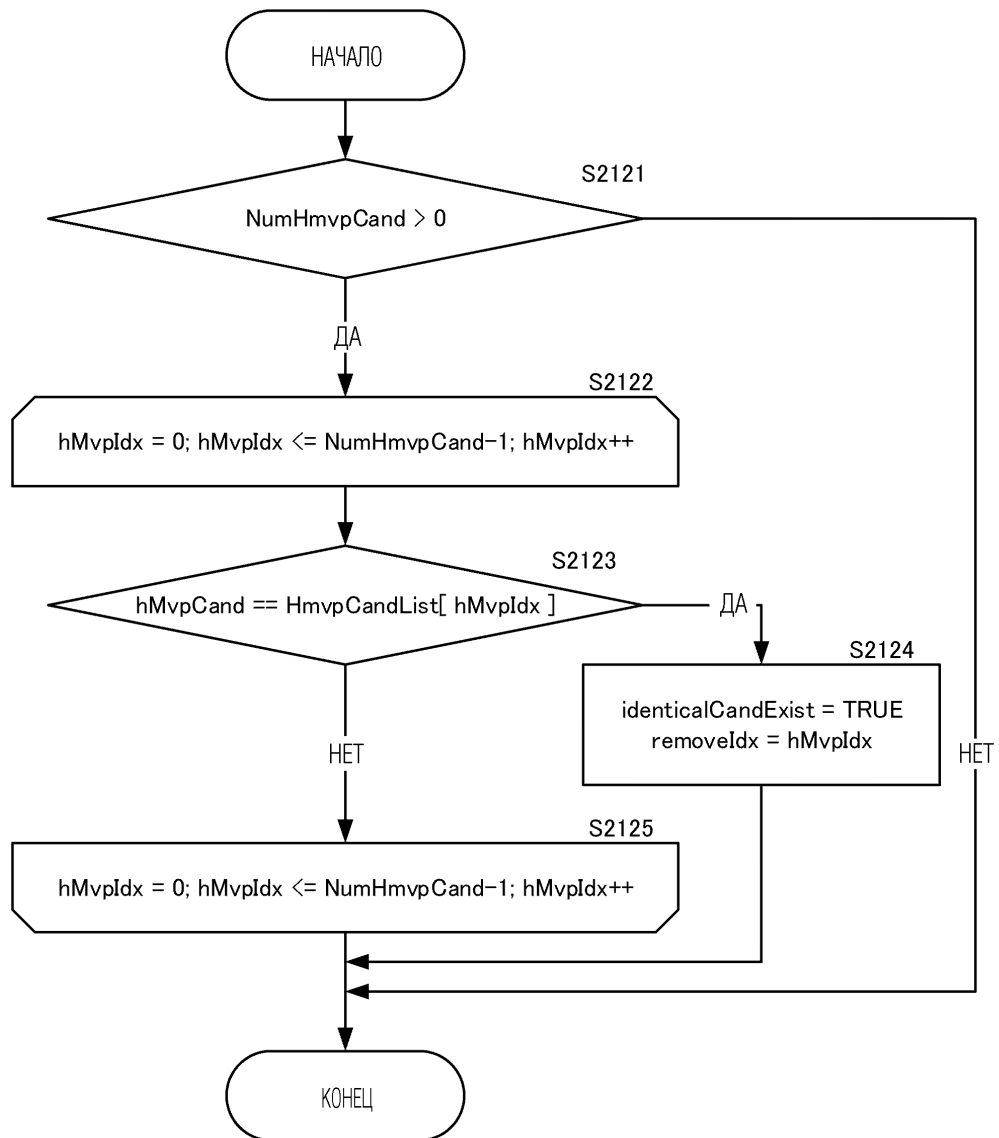 НАЧАЛО
S2121
NumHmvpCand > 0
ДА
S2122
hMvpIdx = 0; hMvpIdx <= NumHmvpCand-1; hMvpIdx++
S2123
hMvpCand == HmvpCandList[ hMvpIdx ]
ДА
S2124
identicalCandExist = TRUE
removeIdx = hMvpIdx
НЕТ
НЕТ
S2125
hMvpIdx = 0; hMvpIdx <= NumHmvpCand-1; hMvpIdx++
КОНЕЦ